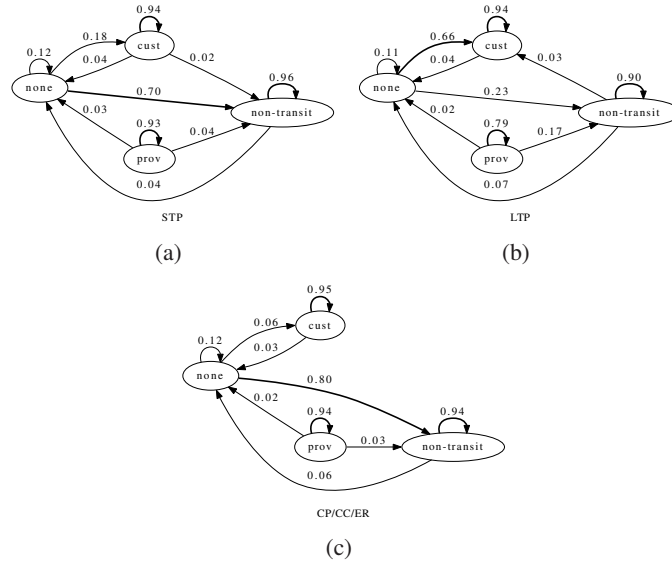 0.94
0.12
0.18
cust
0.04
0.02
0.96
none
0.70
non-transit
0.03
0.93
0.04
prov
0.04
STP
(a)
0.94
0.11
0.66
cust
0.04
0.03
0.90
none
0.23
non-transit
0.02
0.79
0.17
prov
0.07
LTP
(b)
0.95
0.12
0.06
cust
0.03
none
0.80
0.02
0.94
0.94
prov
0.03
non-transit
0.06
CP/CC/ER
(c)